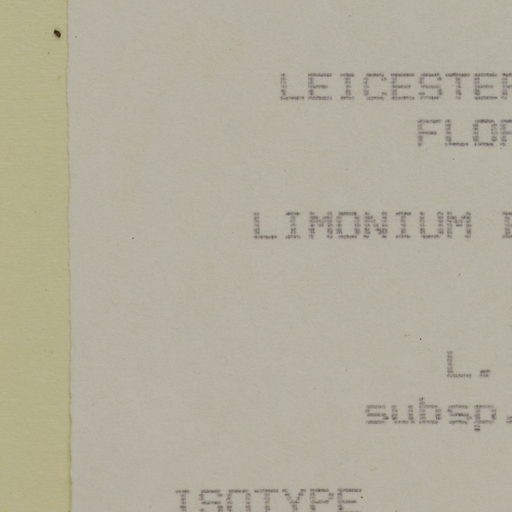 LEICESTER
FLOR
LIMONIUM
L.
subsp.
ISOTYPE